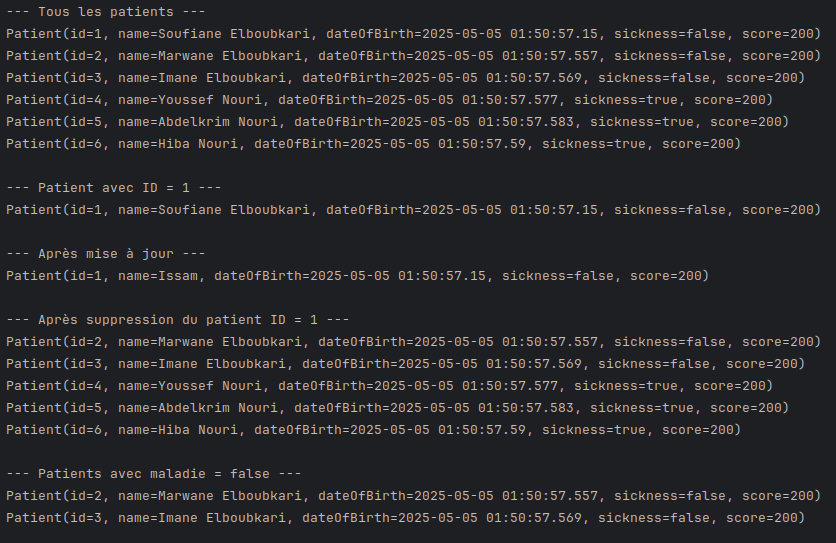 --- Tous les patients ---
Patient(id=1, name=Soufiane Elboubkari, dateOfBirth=2025-05-05 01:50:57.15, sickness=false, score=200)
Patient(id=2, name=Marwane Elboubkari, dateOfBirth=2025-05-05 01:50:57.557, sickness=false, score=200)
Patient(id=3, name=Imane Elboubkari, dateOfBirth=2025-05-05 01:50:57.569, sickness=false, score=200)
Patient(id=4, name=Youssef Nouri, dateOfBirth=2025-05-05 01:50:57.577, sickness=true, score=200)
Patient(id=5, name=Abdelkrim Nouri, dateOfBirth=2025-05-05 01:50:57.583, sickness=true, score=200)
Patient(id=6, name=Hiba Nouri, dateOfBirth=2025-05-05 01:50:57.59, sickness=true, score=200)
--- Patient avec ID = 1 ---
Patient(id=1, name=Soufiane Elboubkari, dateOfBirth=2025-05-05 01:50:57.15, sickness=false, score=200)
--- Après mise à jour ---
Patient(id=1, name=Issam, dateOfBirth=2025-05-05 01:50:57.15, sickness=false, score=200)
--- Après suppression du patient ID = 1 ---
Patient(id=2, name=Marwane Elboubkari, dateOfBirth=2025-05-05 01:50:57.557, sickness=false, score=200)
Patient(id=3, name=Imane Elboubkari, dateOfBirth=2025-05-05 01:50:57.569, sickness=false, score=200)
Patient(id=4, name=Youssef Nouri, dateOfBirth=2025-05-05 01:50:57.577, sickness=true, score=200)
Patient(id=5, name=Abdelkrim Nouri, dateOfBirth=2025-05-05 01:50:57.583, sickness=true, score=200)
Patient(id=6, name=Hiba Nouri, dateOfBirth=2025-05-05 01:50:57.59, sickness=true, score=200)
--- Patients avec maladie = false ---
Patient(id=2, name=Marwane Elboubkari, dateOfBirth=2025-05-05 01:50:57.557, sickness=false, score=200)
Patient(id=3, name=Imane Elboubkari, dateOfBirth=2025-05-05 01:50:57.569, sickness=false, score=200)